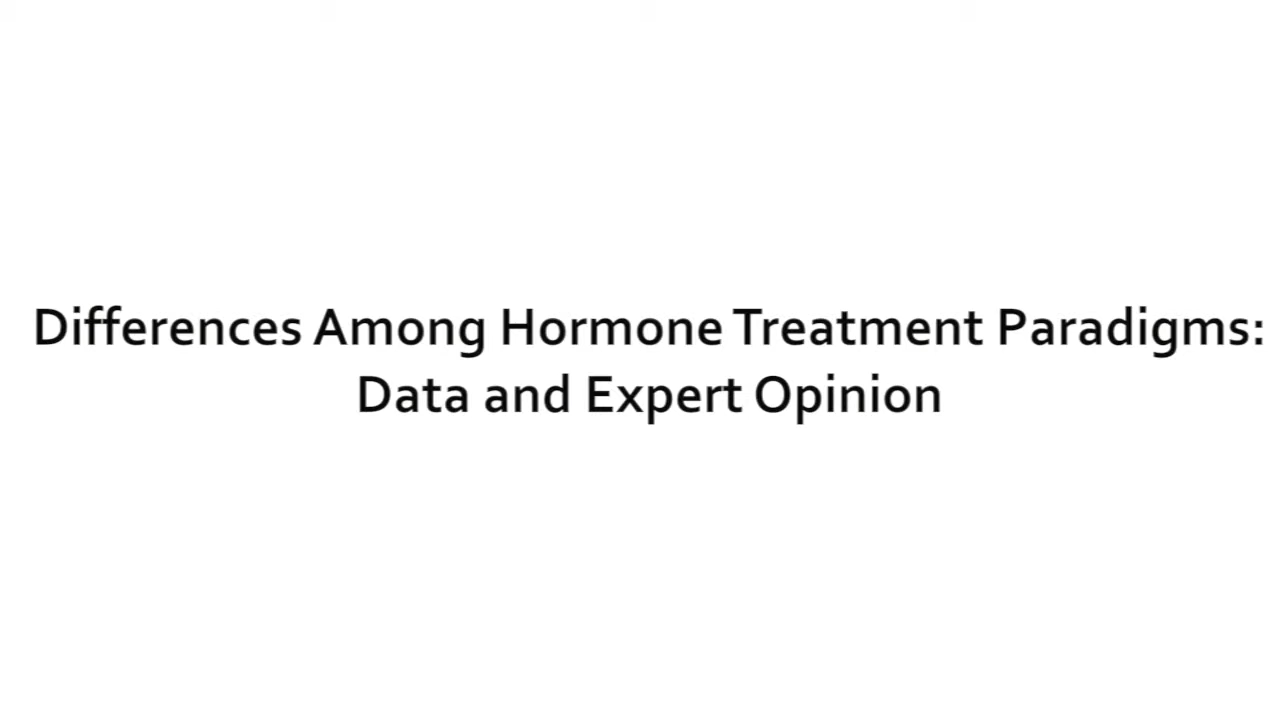 Differences Among Hormone Treatment Paradigms:
Data and Expert Opinion